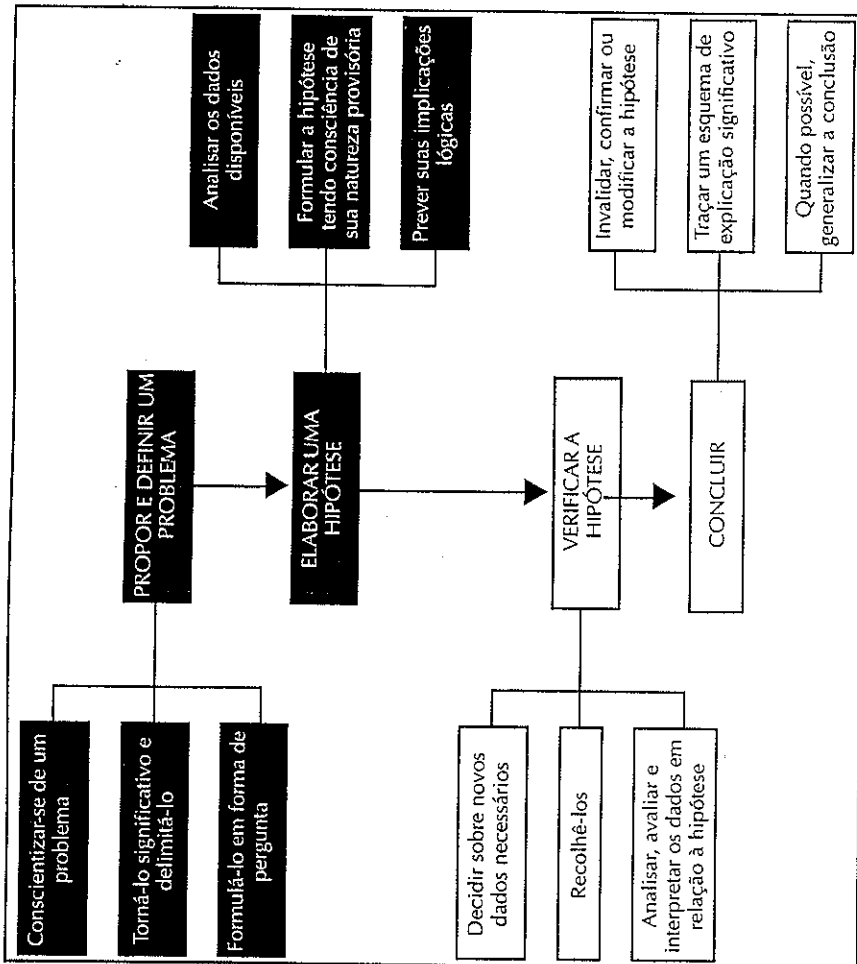 Conscientizar-se de um
problema
Torná-lo significativo e
delimitá-lo
Formulá-lo em forma de
pergunta
PROPOR E DEFINIR UM
PROBLEMA
ELABORAR UMA
HIPÓTESE
Analisar os dados
disponíveis
Formular a hipótese
tendo consciência de
sua natureza provisória
Prever suas implicações
lógicas
Decidir sobre novos
dados necessários
Recolhê-los
Analisar, avaliar e
interpretar os dados em
relação à hipótese
VERIFICAR A
HIPÓTESE
CONCLUIR
Invalidar, confirmar ou
modificar a hipótese
Traçar um esquema de
explicação significativo
Quando possível,
generalizar a conclusão